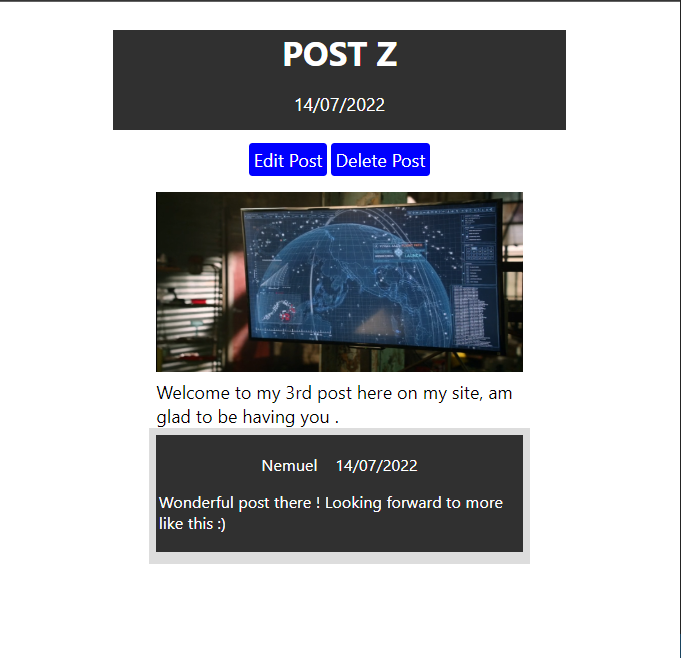 POST Z
14/07/2022
Edit Post Delete Post
Welcome to my 3rd post here on my site, am
glad to be having you .
Nemuel 14/07/2022
Wonderful post there ! Looking forward to more
like this :)